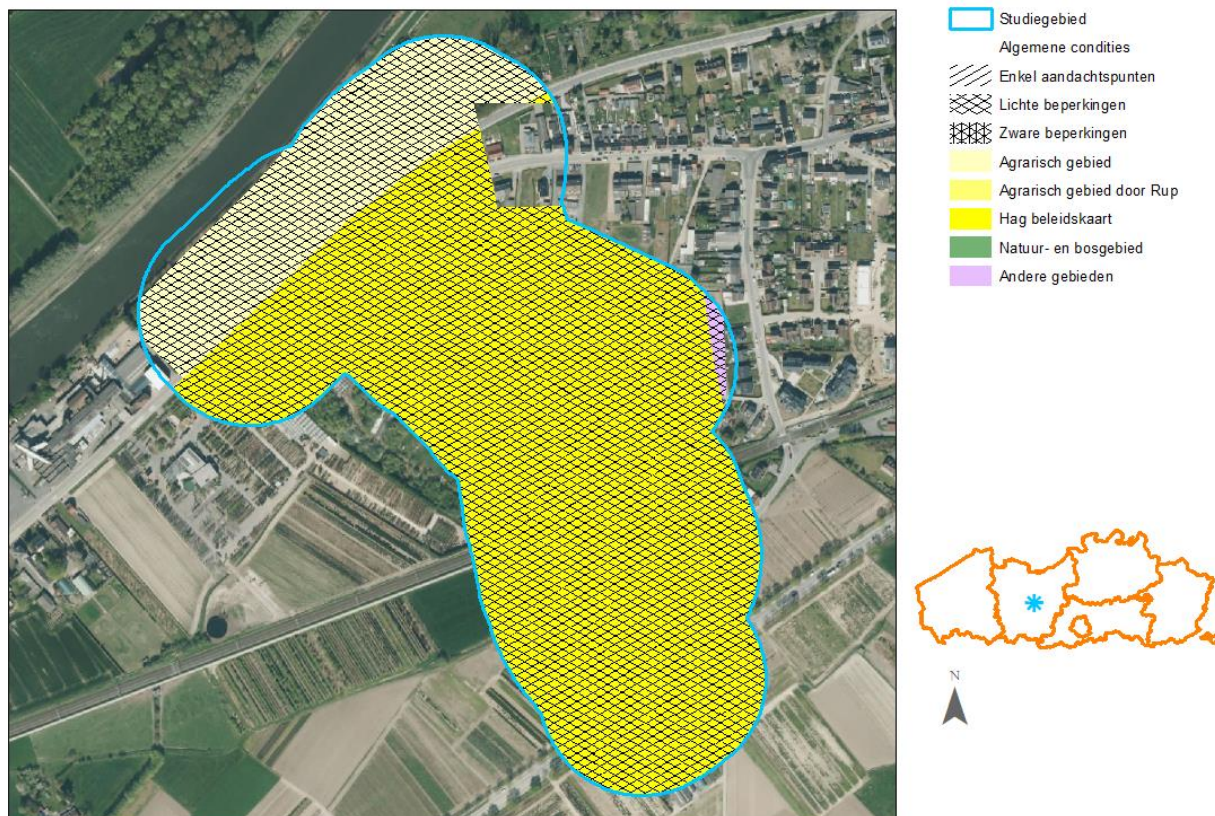 Studiegebied
Algemene condities
Enkel aandachtspunten
Lichte beperkingen
Zware beperkingen
Agrarisch gebied
Agrarisch gebied door Rup
Hag beleidskaart
Natuur- en bosgebied
Andere gebieden
N